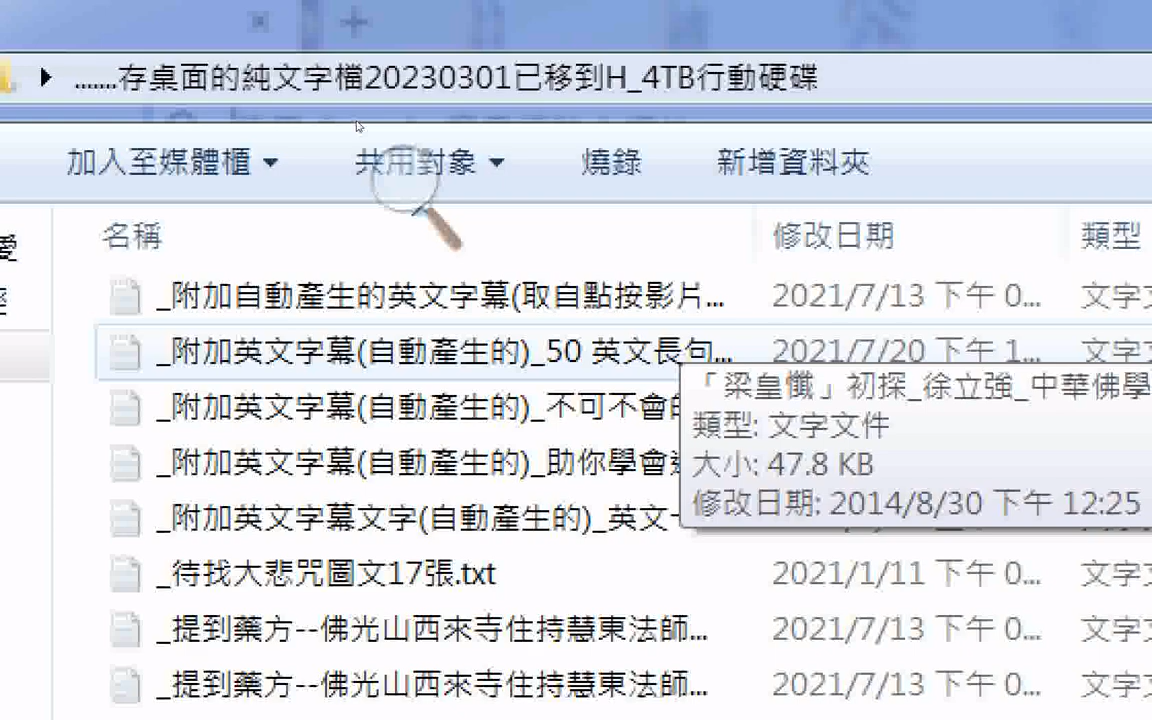 .......存桌面的純文字檔20230301已移到H_4TB行動硬碟
加入至媒體櫃 共用對象 燒錄 新增資料夾
名稱 修改日期 類型
愛
_附加自動產生的英文字幕(取自點按影片... 2021/7/13 下午 0... 文字
_附加英文字幕(自動產生的)_50 英文長句... 2021/7/20 下午 1... 文字
「梁皇懺」初探_徐立強_中華佛學
_附加英文字幕(自動產生的)_不可不會
類型: 文字文件
_附加英文字幕(自動產生的)_助你學會
大小: 47.8 KB
修改日期: 2014/8/30 下午 12:25
_附加英文字幕文字(自動產生的)_英文
_待找大悲咒圖文17張.txt 2021/1/11 下午 0... 文字
_提到藥方--佛光山西來寺住持慧東法師... 2021/7/13 下午 0... 文字
_提到藥方--佛光山西來寺住持慧東法師... 2021/7/13 下午 0... 文字